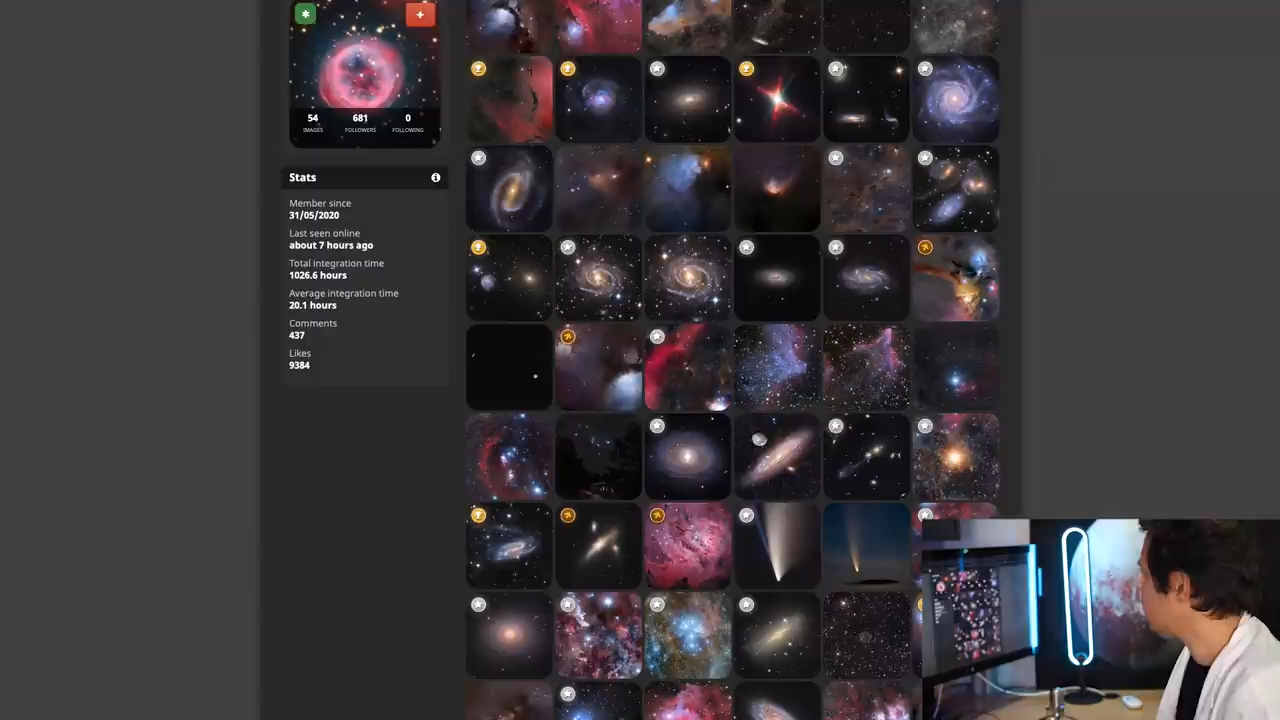 54 681 0
IMAGES FOLLOWERS FOLLOWING
Stats
Member since
31/05/2020
Last seen online
about 7 hours ago
Total integration time
1026.6 hours
Average integration time
20.1 hours
Comments
437
Likes
9384